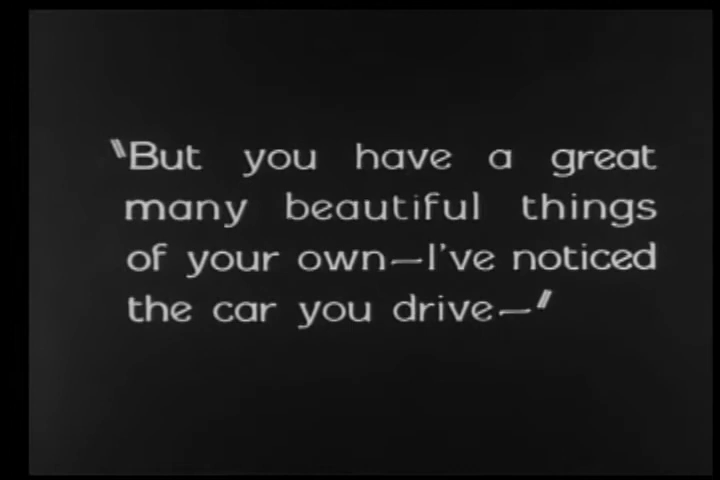 "But you have a great
many beautiful things
of your own—I've noticed
the car you drive—"